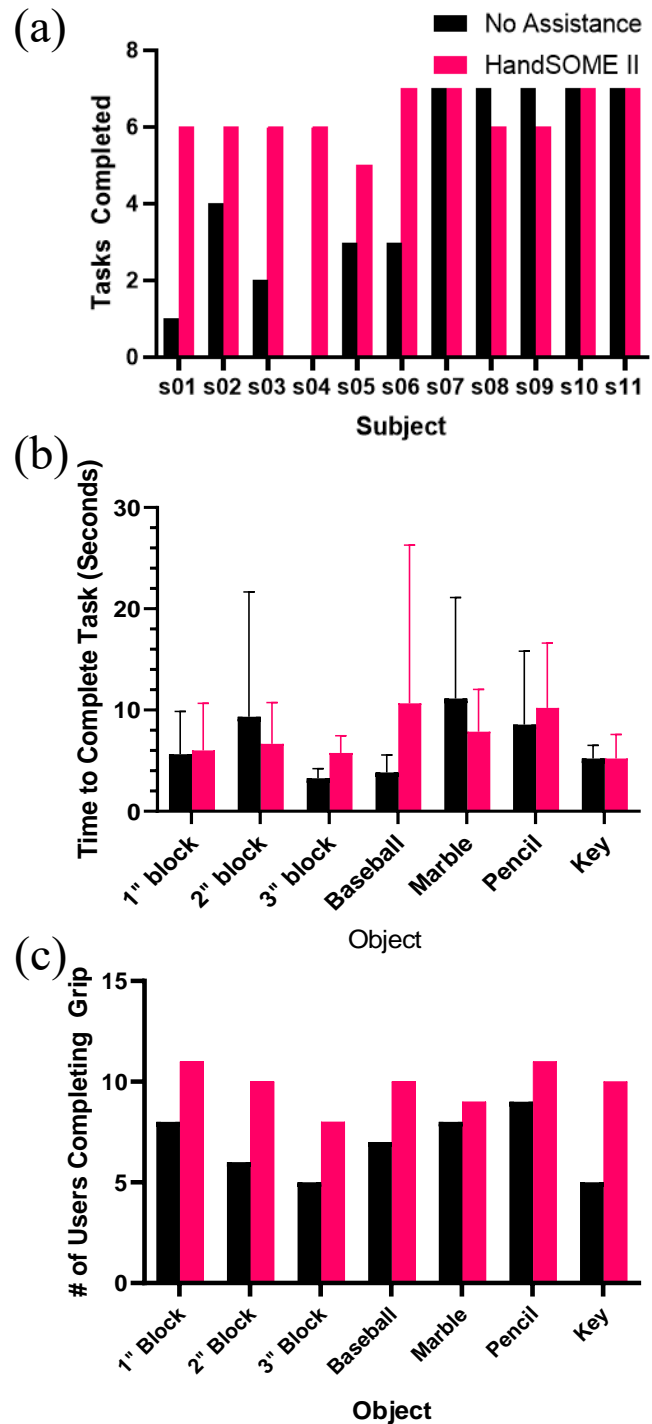 (a)
No Assistance
HandSOME II
Tasks Completed
8
6
4
2
0
s01 s02 s03 s04 s05 s06 s07 s08 s09 s10 s11
Subject
(b)
Time to Complete Task (Seconds)
30
20
10
0
1" block
2" block
3" block
Baseball
Marble
Pencil
Key
Object
(c)
# of Users Completing Grip
15
10
5
0
1" Block
2" Block
3" Block
Baseball
Marble
Pencil
Key
Object